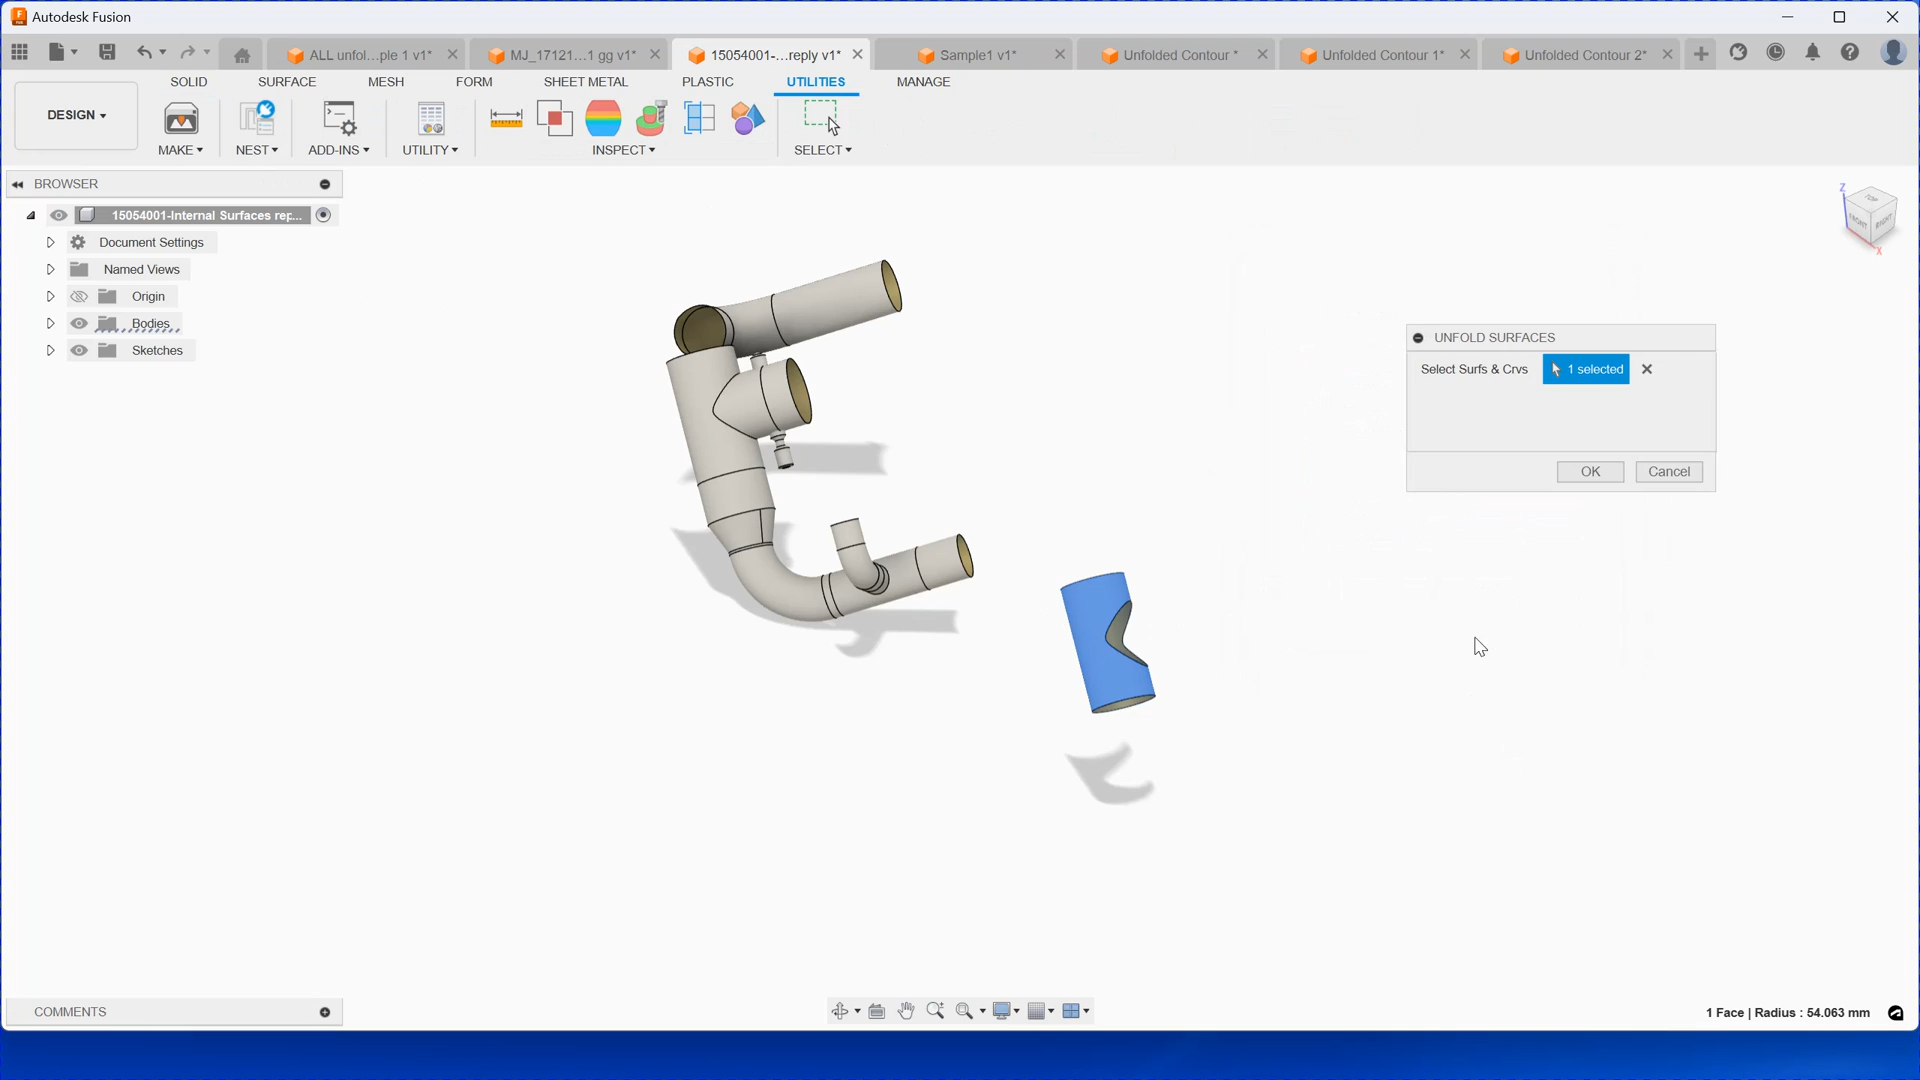 Autodesk Fusion
ALL unfol...ple 1 v1*
MJ_17121...1 gg v1*
15054001-...reply v1*
Sample1 v1*
Unfolded Contour *
Unfolded Contour 1*
Unfolded Contour 2*
SOLID
SURFACE
MESH
FORM
SHEET METAL
PLASTIC
UTILITIES
MANAGE
DESIGN
MAKE
NEST
ADD-INS
UTILITY
INSPECT
SELECT
BROWSER
15054001-Internal Surfaces rep...
Document Settings
Named Views
Origin
Bodies
Sketches
Z
TOP
FRONT
RIGHT
X
UNFOLD SURFACES
Select Surfs & Crvs
1 selected
OK
Cancel
COMMENTS
1 Face | Radius : 54.063 mm